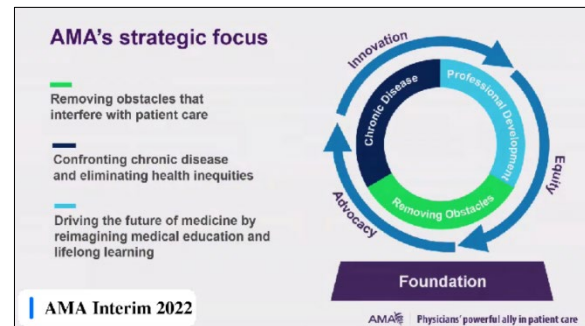 AMA's strategic focus
Removing obstacles that
interfere with patient care
Confronting chronic disease
and eliminating health inequities
Driving the future of medicine by
reimagining medical education and
lifelong learning
Innovation
Equity
Advocacy
Chronic Disease
Professional Development
Removing Obstacles
Foundation
AMA Interim 2022
AMA Physicians' powerful ally in patient care